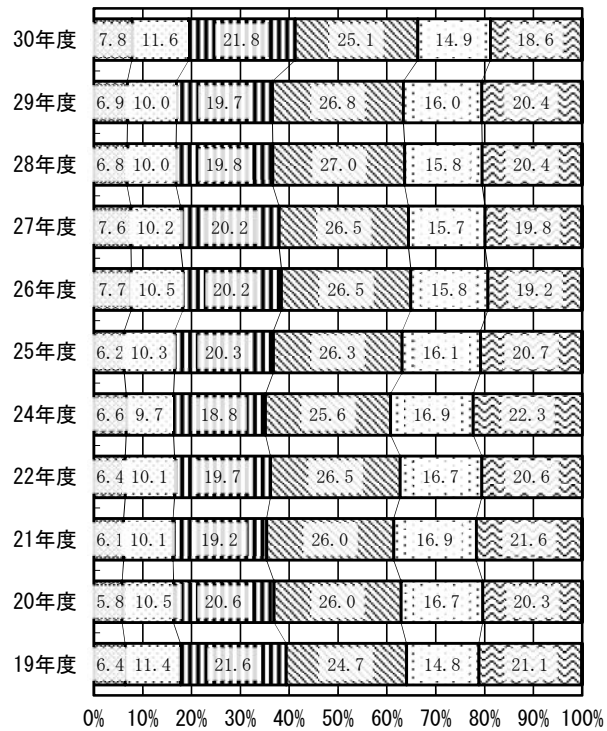 30年度 7.8 11.6 21.8 25.1 14.9 18.6
29年度 6.9 10.0 19.7 26.8 16.0 20.4
28年度 6.8 10.0 19.8 27.0 15.8 20.4
27年度 7.6 10.2 20.2 26.5 15.7 19.8
26年度 7.7 10.5 20.2 26.5 15.8 19.2
25年度 6.2 10.3 20.3 26.3 16.1 20.7
24年度 6.6 9.7 18.8 25.6 16.9 22.3
22年度 6.4 10.1 19.7 26.5 16.7 20.6
21年度 6.1 10.1 19.2 26.0 16.9 21.6
20年度 5.8 10.5 20.6 26.0 16.7 20.3
19年度 6.4 11.4 21.6 24.7 14.8 21.1
0% 10% 20% 30% 40% 50% 60% 70% 80% 90% 100%